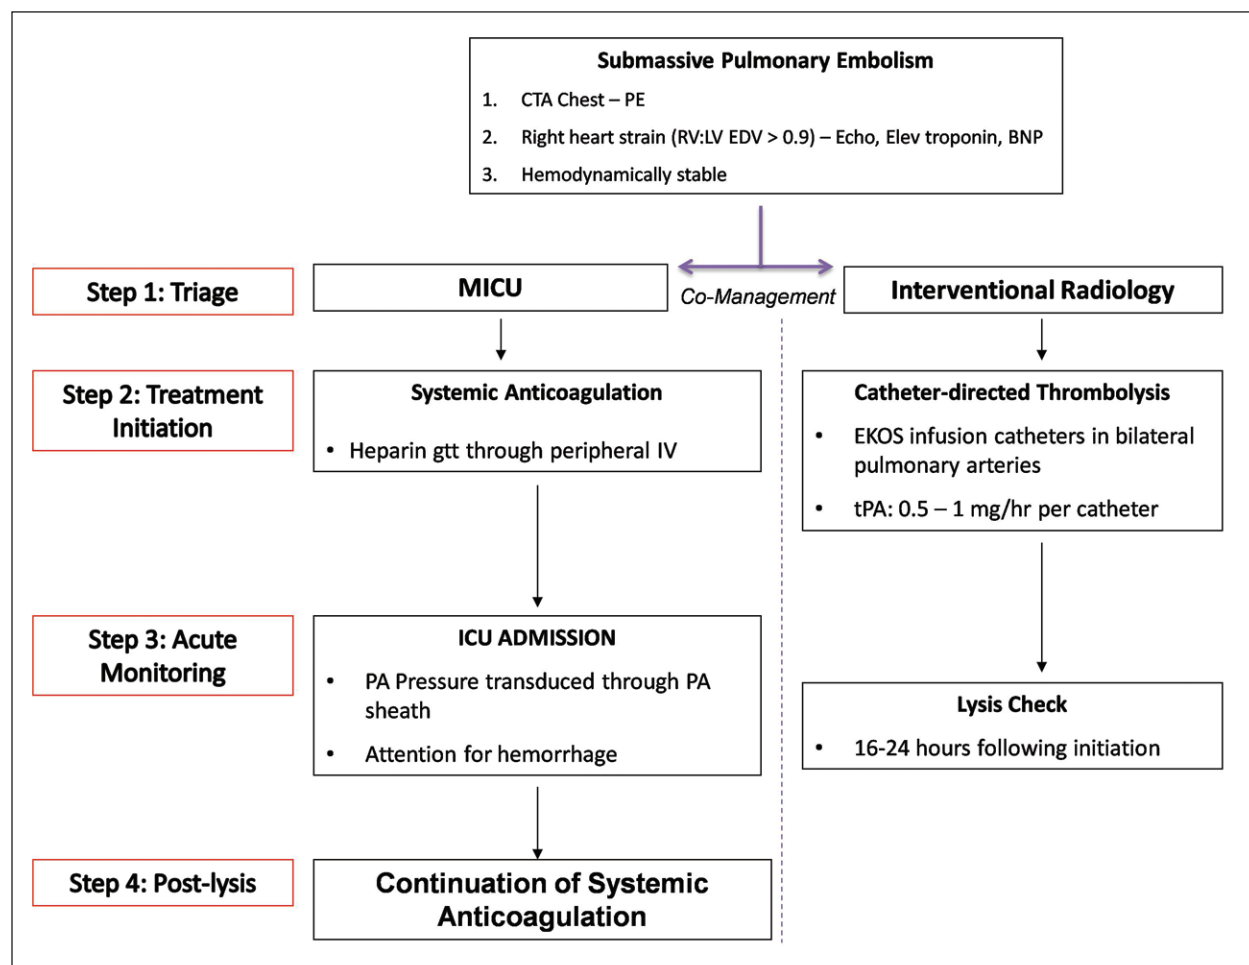 Submassive Pulmonary Embolism
1. CTA Chest – PE
2. Right heart strain (RV:LV EDV > 0.9) – Echo, Elev troponin, BNP
3. Hemodynamically stable
Step 1: Triage
MICU
Co-Management
Interventional Radiology
Step 2: Treatment
Initiation
Systemic Anticoagulation
• Heparin gtt through peripheral IV
Catheter-directed Thrombolysis
• EKOS infusion catheters in bilateral
pulmonary arteries
• tPA: 0.5 – 1 mg/hr per catheter
Step 3: Acute
Monitoring
ICU ADMISSION
• PA Pressure transduced through PA
sheath
• Attention for hemorrhage
Lysis Check
• 16-24 hours following initiation
Step 4: Post-lysis
Continuation of Systemic
Anticoagulation